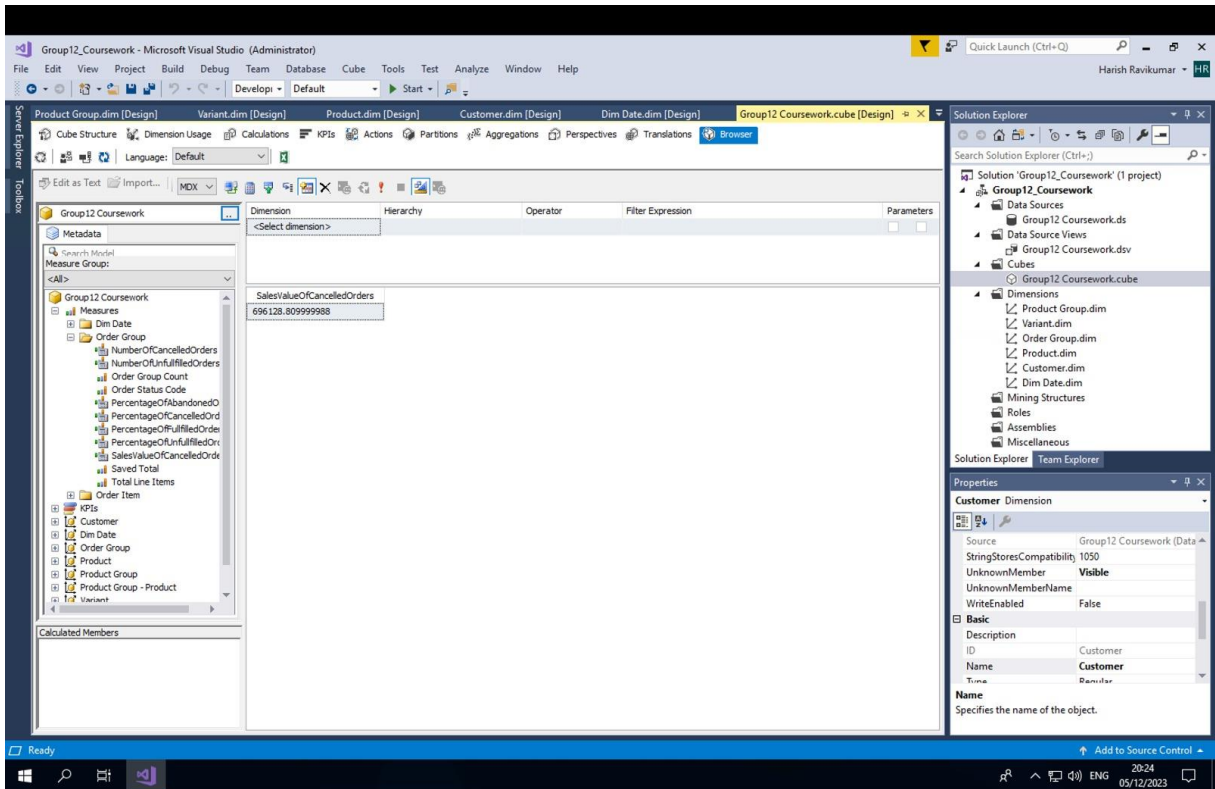 Group12_Coursework - Microsoft Visual Studio (Administrator)
Quick Launch (Ctrl+Q)
File Edit View Project Build Debug Team Database Cube Tools Test Analyze Window Help
Harish Ravikumar
HR
Developi Default Start
Server Explorer
Toolbox
Product Group.dim [Design] Variant.dim [Design] Product.dim [Design] Customer.dim [Design] Dim Date.dim [Design] Group12 Coursework.cube [Design]
Cube Structure Dimension Usage Calculations KPIs Actions Partitions Aggregations Perspectives Translations Browser
Language: Default
Edit as Text Import... MDX
Group12 Coursework ..
Metadata
Search Model
Measure Group:
<All>
Group12 Coursework
Measures
Dim Date
Order Group
NumberOfCancelledOrders
NumberOfUnfullfilledOrders
Order Group Count
Order Status Code
PercentageOfAbandonedO
PercentageOfCancelledOrd
PercentageOfFullfilledOrder
PercentageOfUnfullfilledOrc
SalesValueOfCancelledOrde
Saved Total
Total Line Items
Order Item
KPIs
Customer
Dim Date
Order Group
Product
Product Group
Product Group - Product
Variant
Calculated Members
Dimension Hierarchy Operator Filter Expression Parameters
<Select dimension>
SalesValueOfCancelledOrders
696128.809999988
Solution Explorer
Search Solution Explorer (Ctrl+;)
Solution 'Group12_Coursework' (1 project)
Group12_Coursework
Data Sources
Group12 Coursework.ds
Data Source Views
Group12 Coursework.dsv
Cubes
Group12 Coursework.cube
Dimensions
Product Group.dim
Variant.dim
Order Group.dim
Product.dim
Customer.dim
Dim Date.dim
Mining Structures
Roles
Assemblies
Miscellaneous
Solution Explorer Team Explorer
Properties
Customer Dimension
Source Group12 Coursework (Data
StringStoresCompatibility 1050
UnknownMember Visible
UnknownMemberName
WriteEnabled False
Basic
Description
ID Customer
Name Customer
Type Regular
Name
Specifies the name of the object.
Ready
Add to Source Control
ENG
20:24
05/12/2023